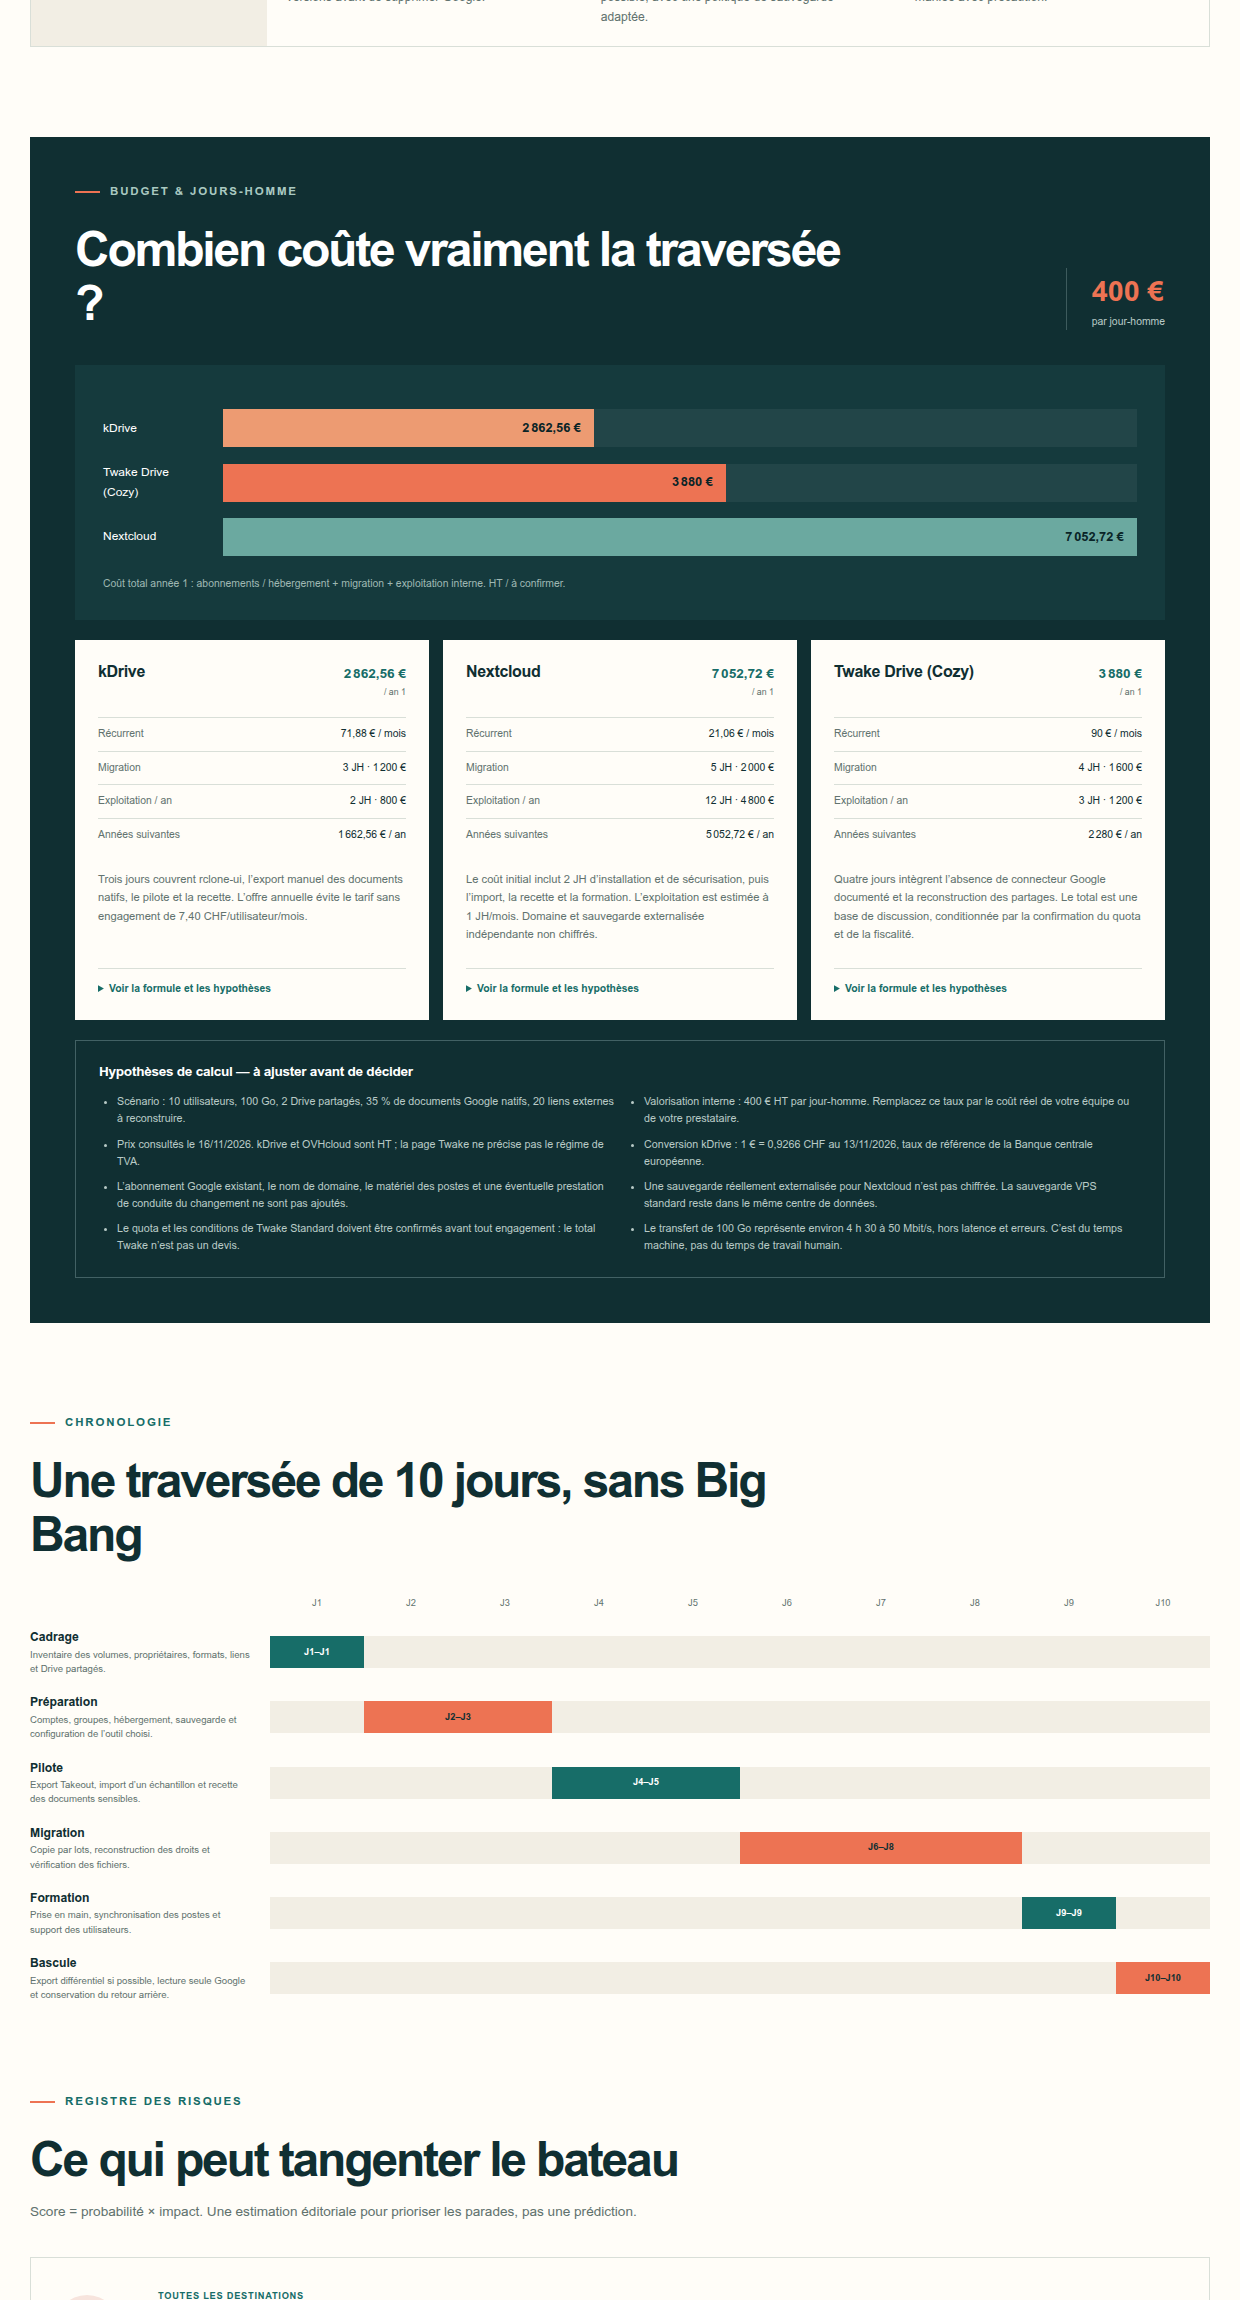 adaptée.
BUDGET & JOURS-HOMME
Combien coûte vraiment la traversée
?
400 €
par jour-homme
kDrive
2 862,56 €
Twake Drive
(Cozy)
3 880 €
Nextcloud
7 052,72 €
Coût total année 1 : abonnements / hébergement + migration + exploitation interne. HT / à confirmer.
kDrive
2 862,56 €
/ an 1
Récurrent
71,88 € / mois
Migration
3 JH · 1 200 €
Exploitation / an
2 JH · 800 €
Années suivantes
1 662,56 € / an
Trois jours couvrent rclone-ui, l’export manuel des documents
natifs, le pilote et la recette. L’offre annuelle évite le tarif sans
engagement de 7,40 CHF/utilisateur/mois.
▶ Voir la formule et les hypothèses
Nextcloud
7 052,72 €
/ an 1
Récurrent
21,06 € / mois
Migration
5 JH · 2 000 €
Exploitation / an
12 JH · 4 800 €
Années suivantes
5 052,72 € / an
Le coût initial inclut 2 JH d’installation et de sécurisation, puis
l’import, la recette et la formation. L’exploitation est estimée à
1 JH/mois. Domaine et sauvegarde externalisée
indépendante non chiffrés.
▶ Voir la formule et les hypothèses
Twake Drive (Cozy)
3 880 €
/ an 1
Récurrent
90 € / mois
Migration
4 JH · 1 600 €
Exploitation / an
3 JH · 1 200 €
Années suivantes
2 280 € / an
Quatre jours intègrent l’absence de connecteur Google
documenté et la reconstruction des partages. Le total est une
base de discussion, conditionnée par la confirmation du quota
et de la fiscalité.
▶ Voir la formule et les hypothèses
Hypothèses de calcul — à ajuster avant de décider
• Scénario : 10 utilisateurs, 100 Go, 2 Drive partagés, 35 % de documents Google natifs, 20 liens externes
à reconstruire.
• Prix consultés le 16/11/2026. kDrive et OVHcloud sont HT ; la page Twake ne précise pas le régime de
TVA.
• L’abonnement Google existant, le nom de domaine, le matériel des postes et une éventuelle prestation
de conduite du changement ne sont pas ajoutés.
• Le quota et les conditions de Twake Standard doivent être confirmés avant tout engagement : le total
Twake n’est pas un devis.
• Valorisation interne : 400 € HT par jour-homme. Remplacez ce taux par le coût réel de votre équipe ou
de votre prestataire.
• Conversion kDrive : 1 € = 0,9266 CHF au 13/11/2026, taux de référence de la Banque centrale
européenne.
• Une sauvegarde réellement externalisée pour Nextcloud n’est pas chiffrée. La sauvegarde VPS
standard reste dans le même centre de données.
• Le transfert de 100 Go représente environ 4 h 30 à 50 Mbit/s, hors latence et erreurs. C’est du temps
machine, pas du temps de travail humain.
CHRONOLOGIE
Une traversée de 10 jours, sans Big
Bang
J1 J2 J3 J4 J5 J6 J7 J8 J9 J10
Cadrage
Inventaire des volumes, propriétaires, formats, liens
et Drive partagés.
J1–J1
Préparation
Comptes, groupes, hébergement, sauvegarde et
configuration de l’outil choisi.
J2–J3
Pilote
Export Takeout, import d’un échantillon et recette
des documents sensibles.
J4–J5
Migration
Copie par lots, reconstruction des droits et
vérification des fichiers.
J6–J8
Formation
Prise en main, synchronisation des postes et
support des utilisateurs.
J9–J9
Bascule
Export différentiel si possible, lecture seule Google
et conservation du retour arrière.
J10–J10
REGISTRE DES RISQUES
Ce qui peut tangenter le bateau
Score = probabilité × impact. Une estimation éditoriale pour prioriser les parades, pas une prédiction.
TOUTES LES DESTINATIONS